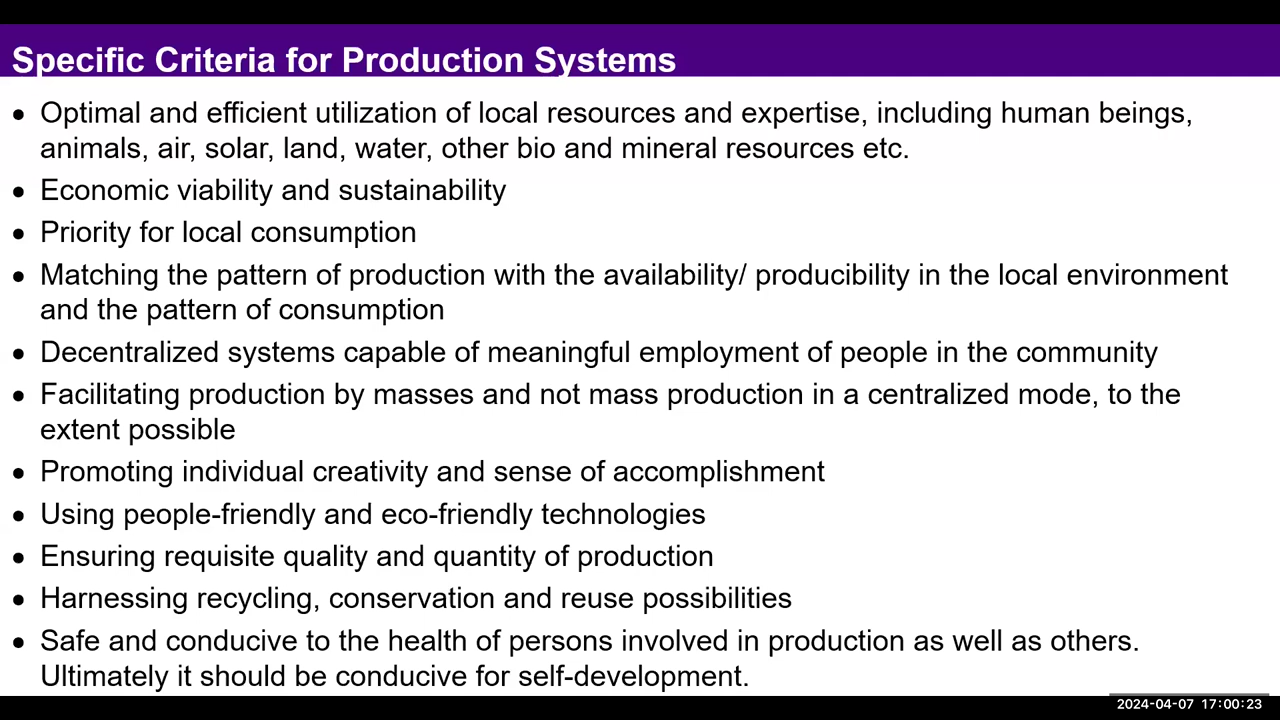 Specific Criteria for Production Systems
• Optimal and efficient utilization of local resources and expertise, including human beings,
animals, air, solar, land, water, other bio and mineral resources etc.
• Economic viability and sustainability
• Priority for local consumption
• Matching the pattern of production with the availability/ producibility in the local environment
and the pattern of consumption
• Decentralized systems capable of meaningful employment of people in the community
• Facilitating production by masses and not mass production in a centralized mode, to the
extent possible
• Promoting individual creativity and sense of accomplishment
• Using people-friendly and eco-friendly technologies
• Ensuring requisite quality and quantity of production
• Harnessing recycling, conservation and reuse possibilities
• Safe and conducive to the health of persons involved in production as well as others.
Ultimately it should be conducive for self-development.
2024-04-07 17:00:23